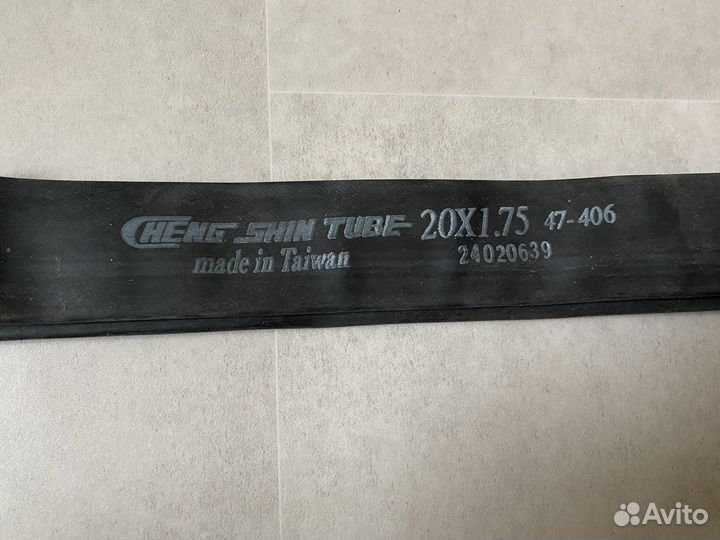 CHENG SHIN TUBE 20X1.75 47-406
made in Taiwan 24020639
Avito